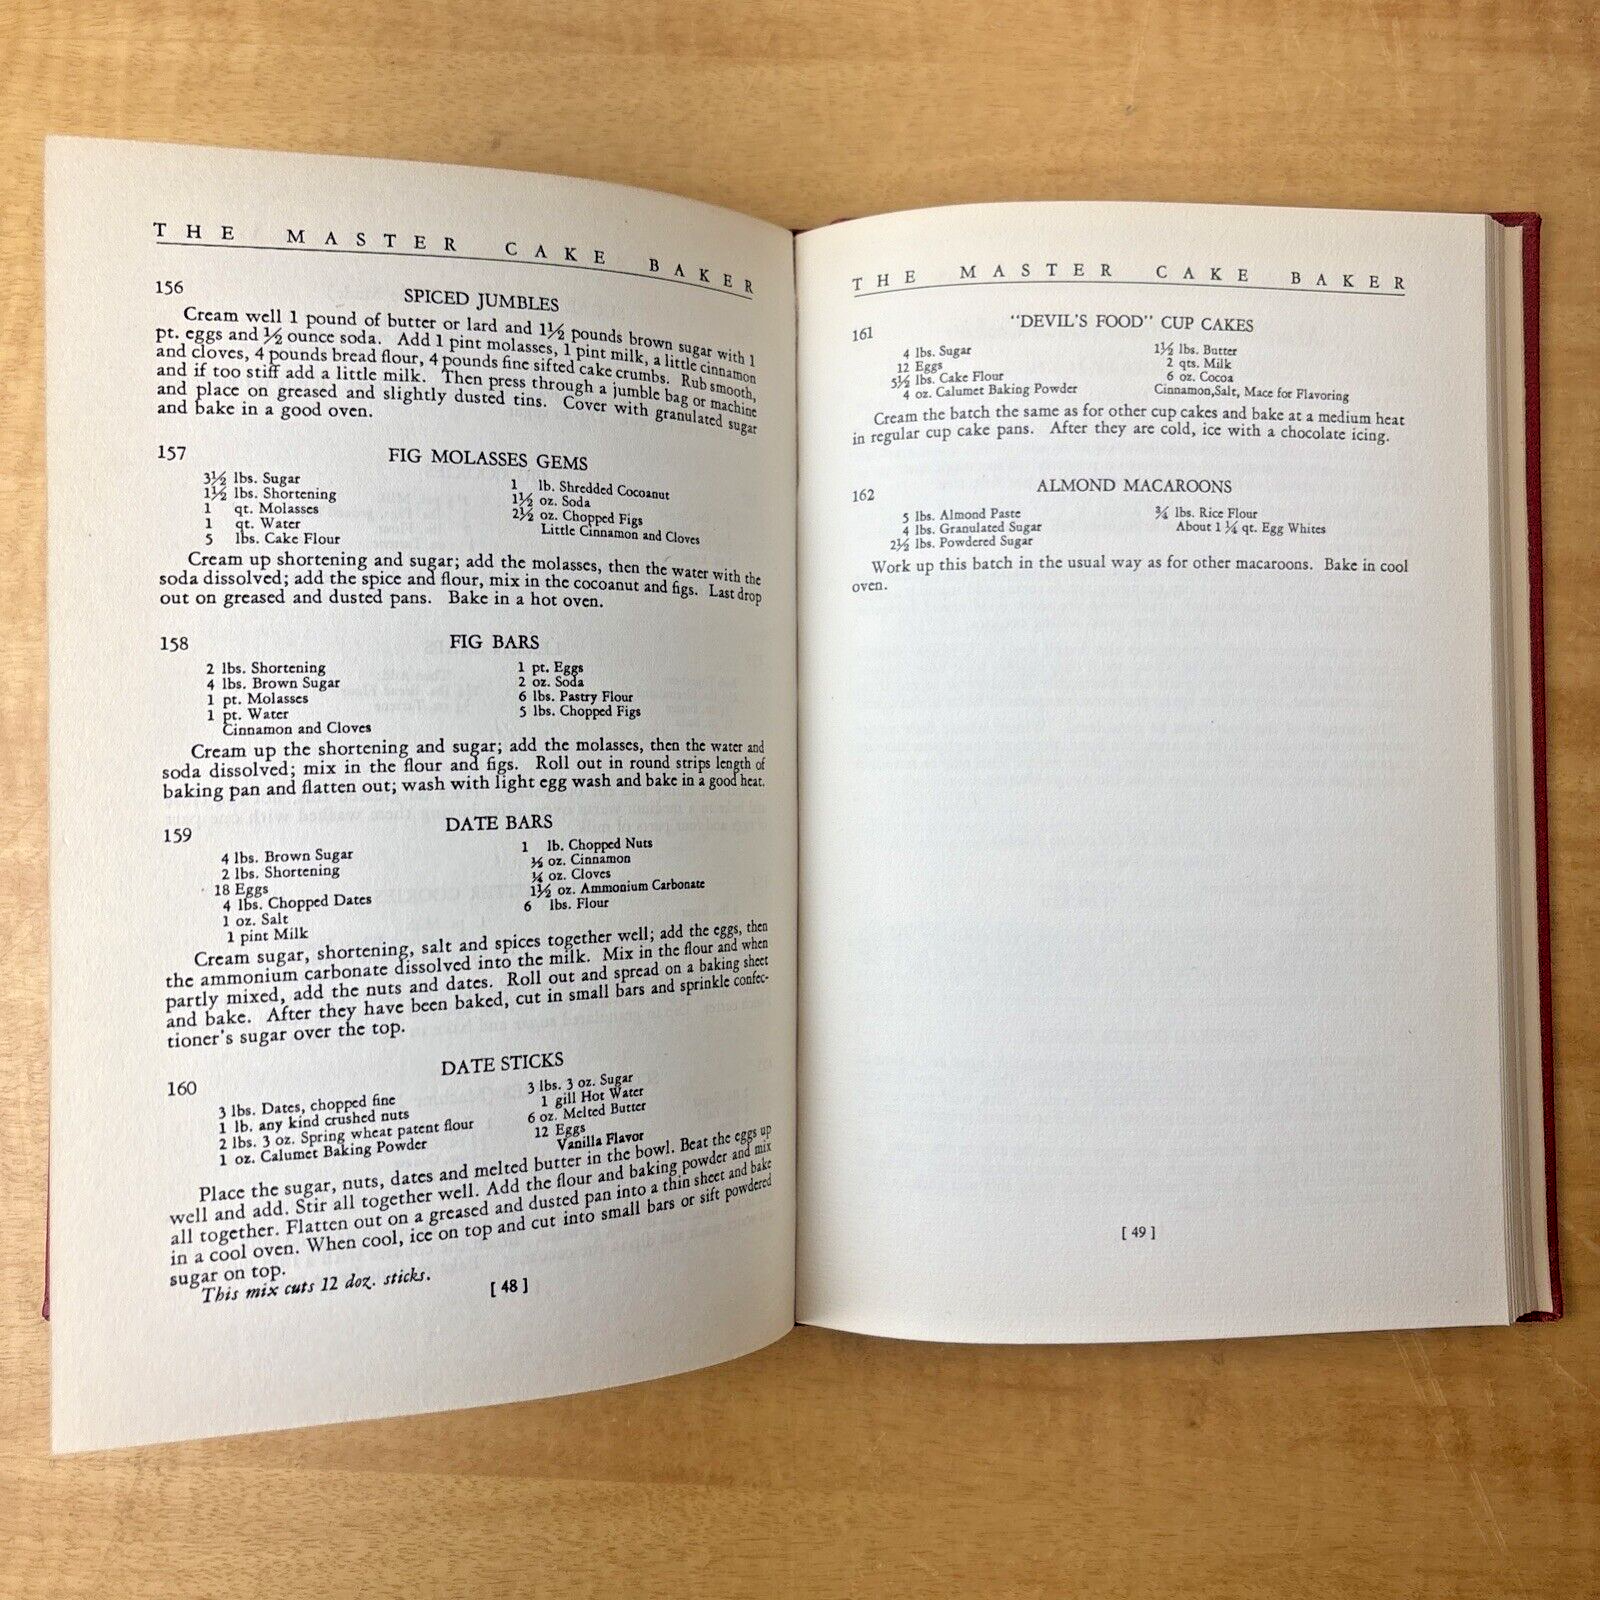 THE MASTER CAKE BAKER
156
SPICED JUMBLES
Cream well 1 pound of butter or lard and 1½ pounds brown sugar with 1
pt. eggs and ½ ounce soda. Add 1 pint molasses, 1 pint milk, a little cinnamon
and cloves, 4 pounds bread flour, 4 pounds fine sifted cake crumbs. Rub smooth,
and if too stiff add a little milk. Then press through a jumble bag or machine
and place on greased and slightly dusted tins. Cover with granulated sugar
and bake in a good oven.
157
FIG MOLASSES GEMS
3½ lbs. Sugar
1½ lbs. Shortening
1 qt. Molasses
1 qt. Water
5 lbs. Cake Flour
1 lb. Shredded Cocoanut
1½ oz. Soda
2½ oz. Chopped Figs
Little Cinnamon and Cloves
Cream up shortening and sugar; add the molasses, then the water with the
soda dissolved; add the spice and flour, mix in the cocoanut and figs. Last drop
out on greased and dusted pans. Bake in a hot oven.
158
FIG BARS
2 lbs. Shortening
4 lbs. Brown Sugar
1 pt. Molasses
1 pt. Water
Cinnamon and Cloves
1 pt. Eggs
2 oz. Soda
6 lbs. Pastry Flour
5 lbs. Chopped Figs
Cream up the shortening and sugar; add the molasses, then the water and
soda dissolved; mix in the flour and figs. Roll out in round strips length of
baking pan and flatten out; wash with light egg wash and bake in a good heat.
159
DATE BARS
4 lbs. Brown Sugar
2 lbs. Shortening
18 Eggs
4 lbs. Chopped Dates
1 oz. Salt
1 pint Milk
1 lb. Chopped Nuts
½ oz. Cinnamon
¼ oz. Cloves
1½ oz. Ammonium Carbonate
6 lbs. Flour
Cream sugar, shortening, salt and spices together well; add the eggs, then
the ammonium carbonate dissolved into the milk. Mix in the flour and when
partly mixed, add the nuts and dates. Roll out and spread on a baking sheet
and bake. After they have been baked, cut in small bars and sprinkle confec-
tioner's sugar over the top.
160
DATE STICKS
3 lbs. Dates, chopped fine
1 lb. any kind crushed nuts
2 lbs. 3 oz. Spring wheat patent flour
1 oz. Calumet Baking Powder
3 lbs. 3 oz. Sugar
1 gill Hot Water
6 oz. Melted Butter
12 Eggs
Vanilla Flavor
Place the sugar, nuts, dates and melted butter in the bowl. Beat the eggs up
well and add. Stir all together well. Add the flour and baking powder and mix
all together. Flatten out on a greased and dusted pan into a thin sheet and bake
in a cool oven. When cool, ice on top and cut into small bars or sift powdered
sugar on top.
This mix cuts 12 doz. sticks.
[ 48 ]
THE MASTER CAKE BAKER
161
"DEVIL'S FOOD" CUP CAKES
4 lbs. Sugar
12 Eggs
5½ lbs. Cake Flour
4 oz. Calumet Baking Powder
1½ lbs. Butter
2 qts. Milk
6 oz. Cocoa
Cinnamon,Salt, Mace for Flavoring
Cream the batch the same as for other cup cakes and bake at a medium heat
in regular cup cake pans. After they are cold, ice with a chocolate icing.
162
ALMOND MACAROONS
5 lbs. Almond Paste
4 lbs. Granulated Sugar
2½ lbs. Powdered Sugar
¾ lbs. Rice Flour
About 1 ¼ qt. Egg Whites
Work up this batch in the usual way as for other macaroons. Bake in cool
oven.
[ 49 ]